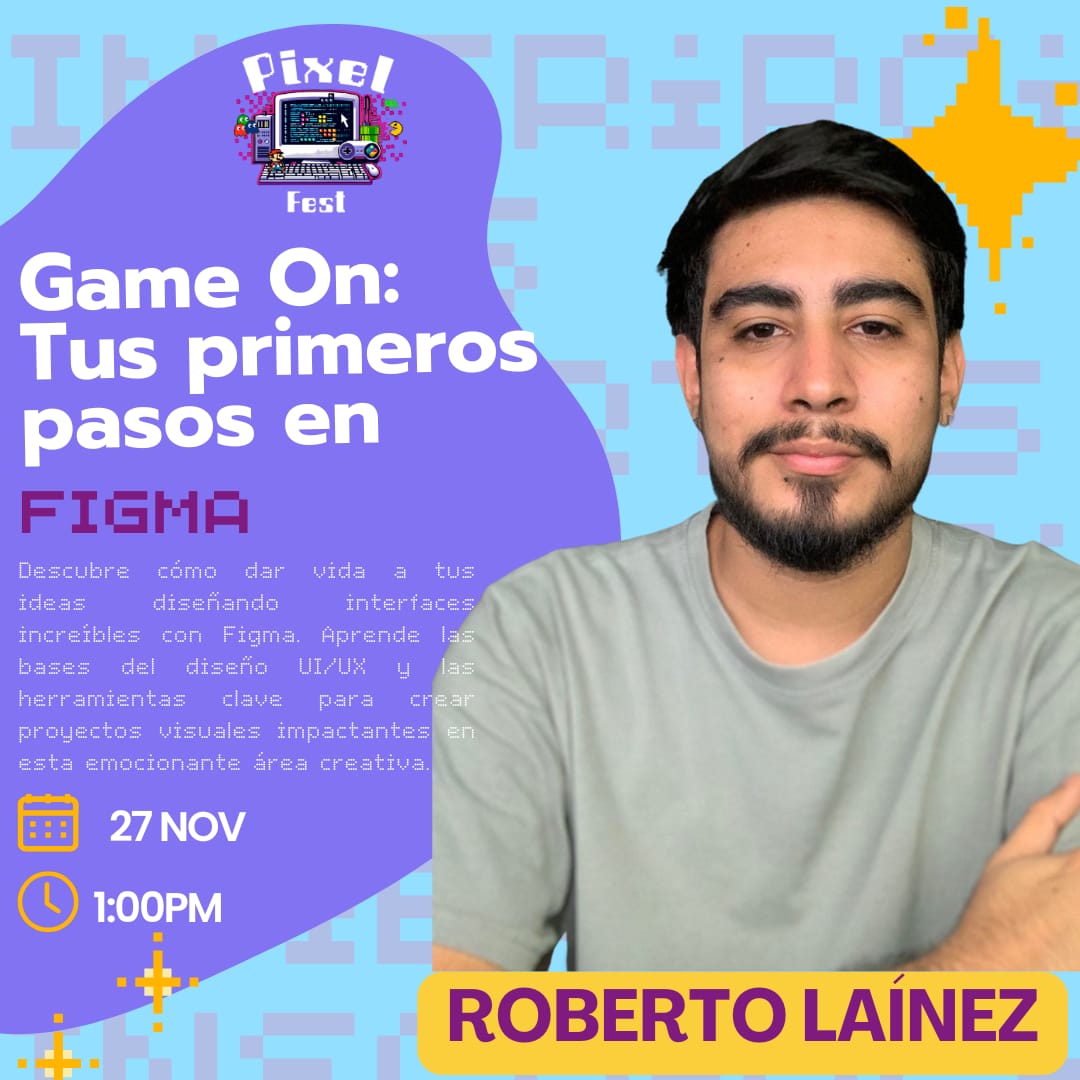 Pixel
Fest
Game On:
Tus primeros
pasos en
FIGMA
Descubre cómo dar vida a tus
ideas diseñando interfaces
increíbles con Figma. Aprende las
bases del diseño UI/UX y las
herramientas clave para crear
proyectos visuales impactantes en
esta emocionante área creativa.
27 NOV
1:00PM
ROBERTO LAÍNEZ